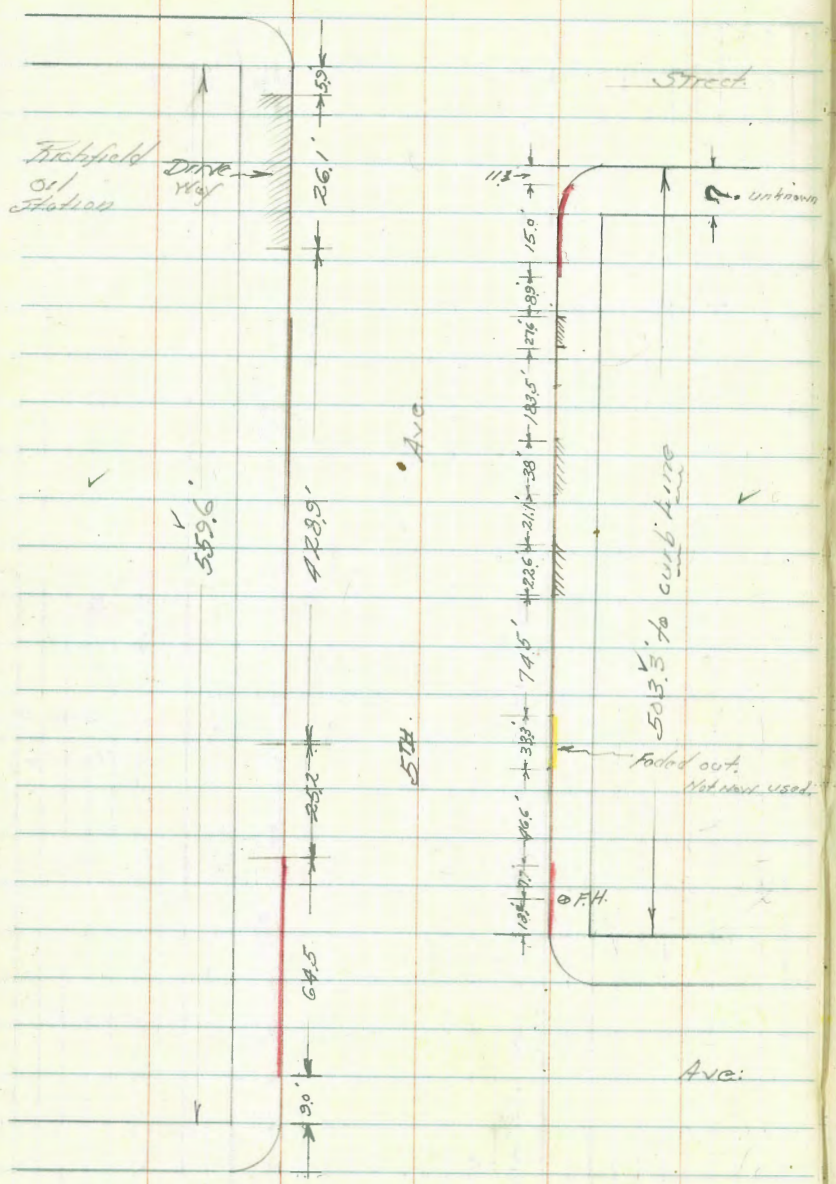 5.9'
Street.
Richfield
Oil
Station
Drive
Way
26.1'
11.3
?. unknown
15.0'
8.9'
27.6'
183.5'
Ave.
38'
21.1'
22.6'
559.6'
428.9'
503.3' to curb line
74.5'
5TH.
33.3'
Faded out.
Not now used.
25.2
46.6'
F.H.
64.5
Ave.
9.0'